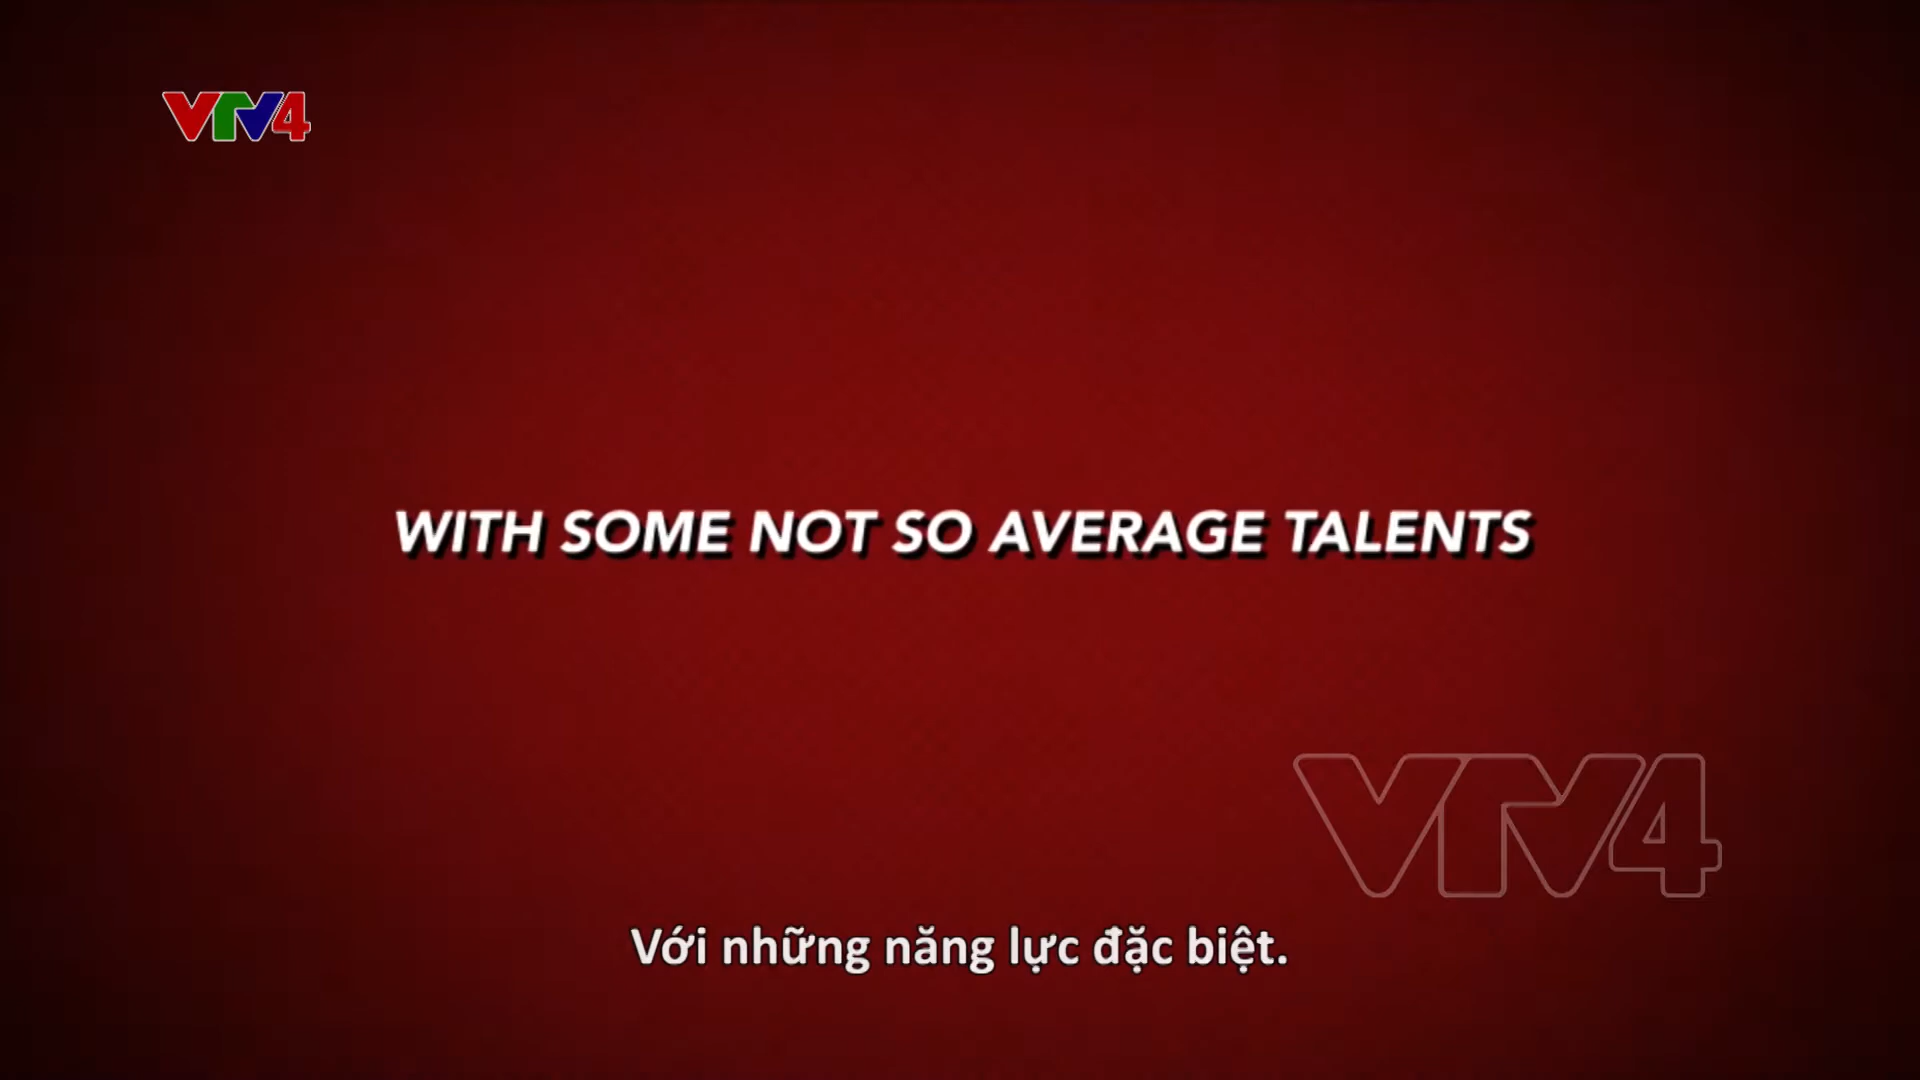 VTV4
WITH SOME NOT SO AVERAGE TALENTS
VTV4
Với những năng lực đặc biệt.